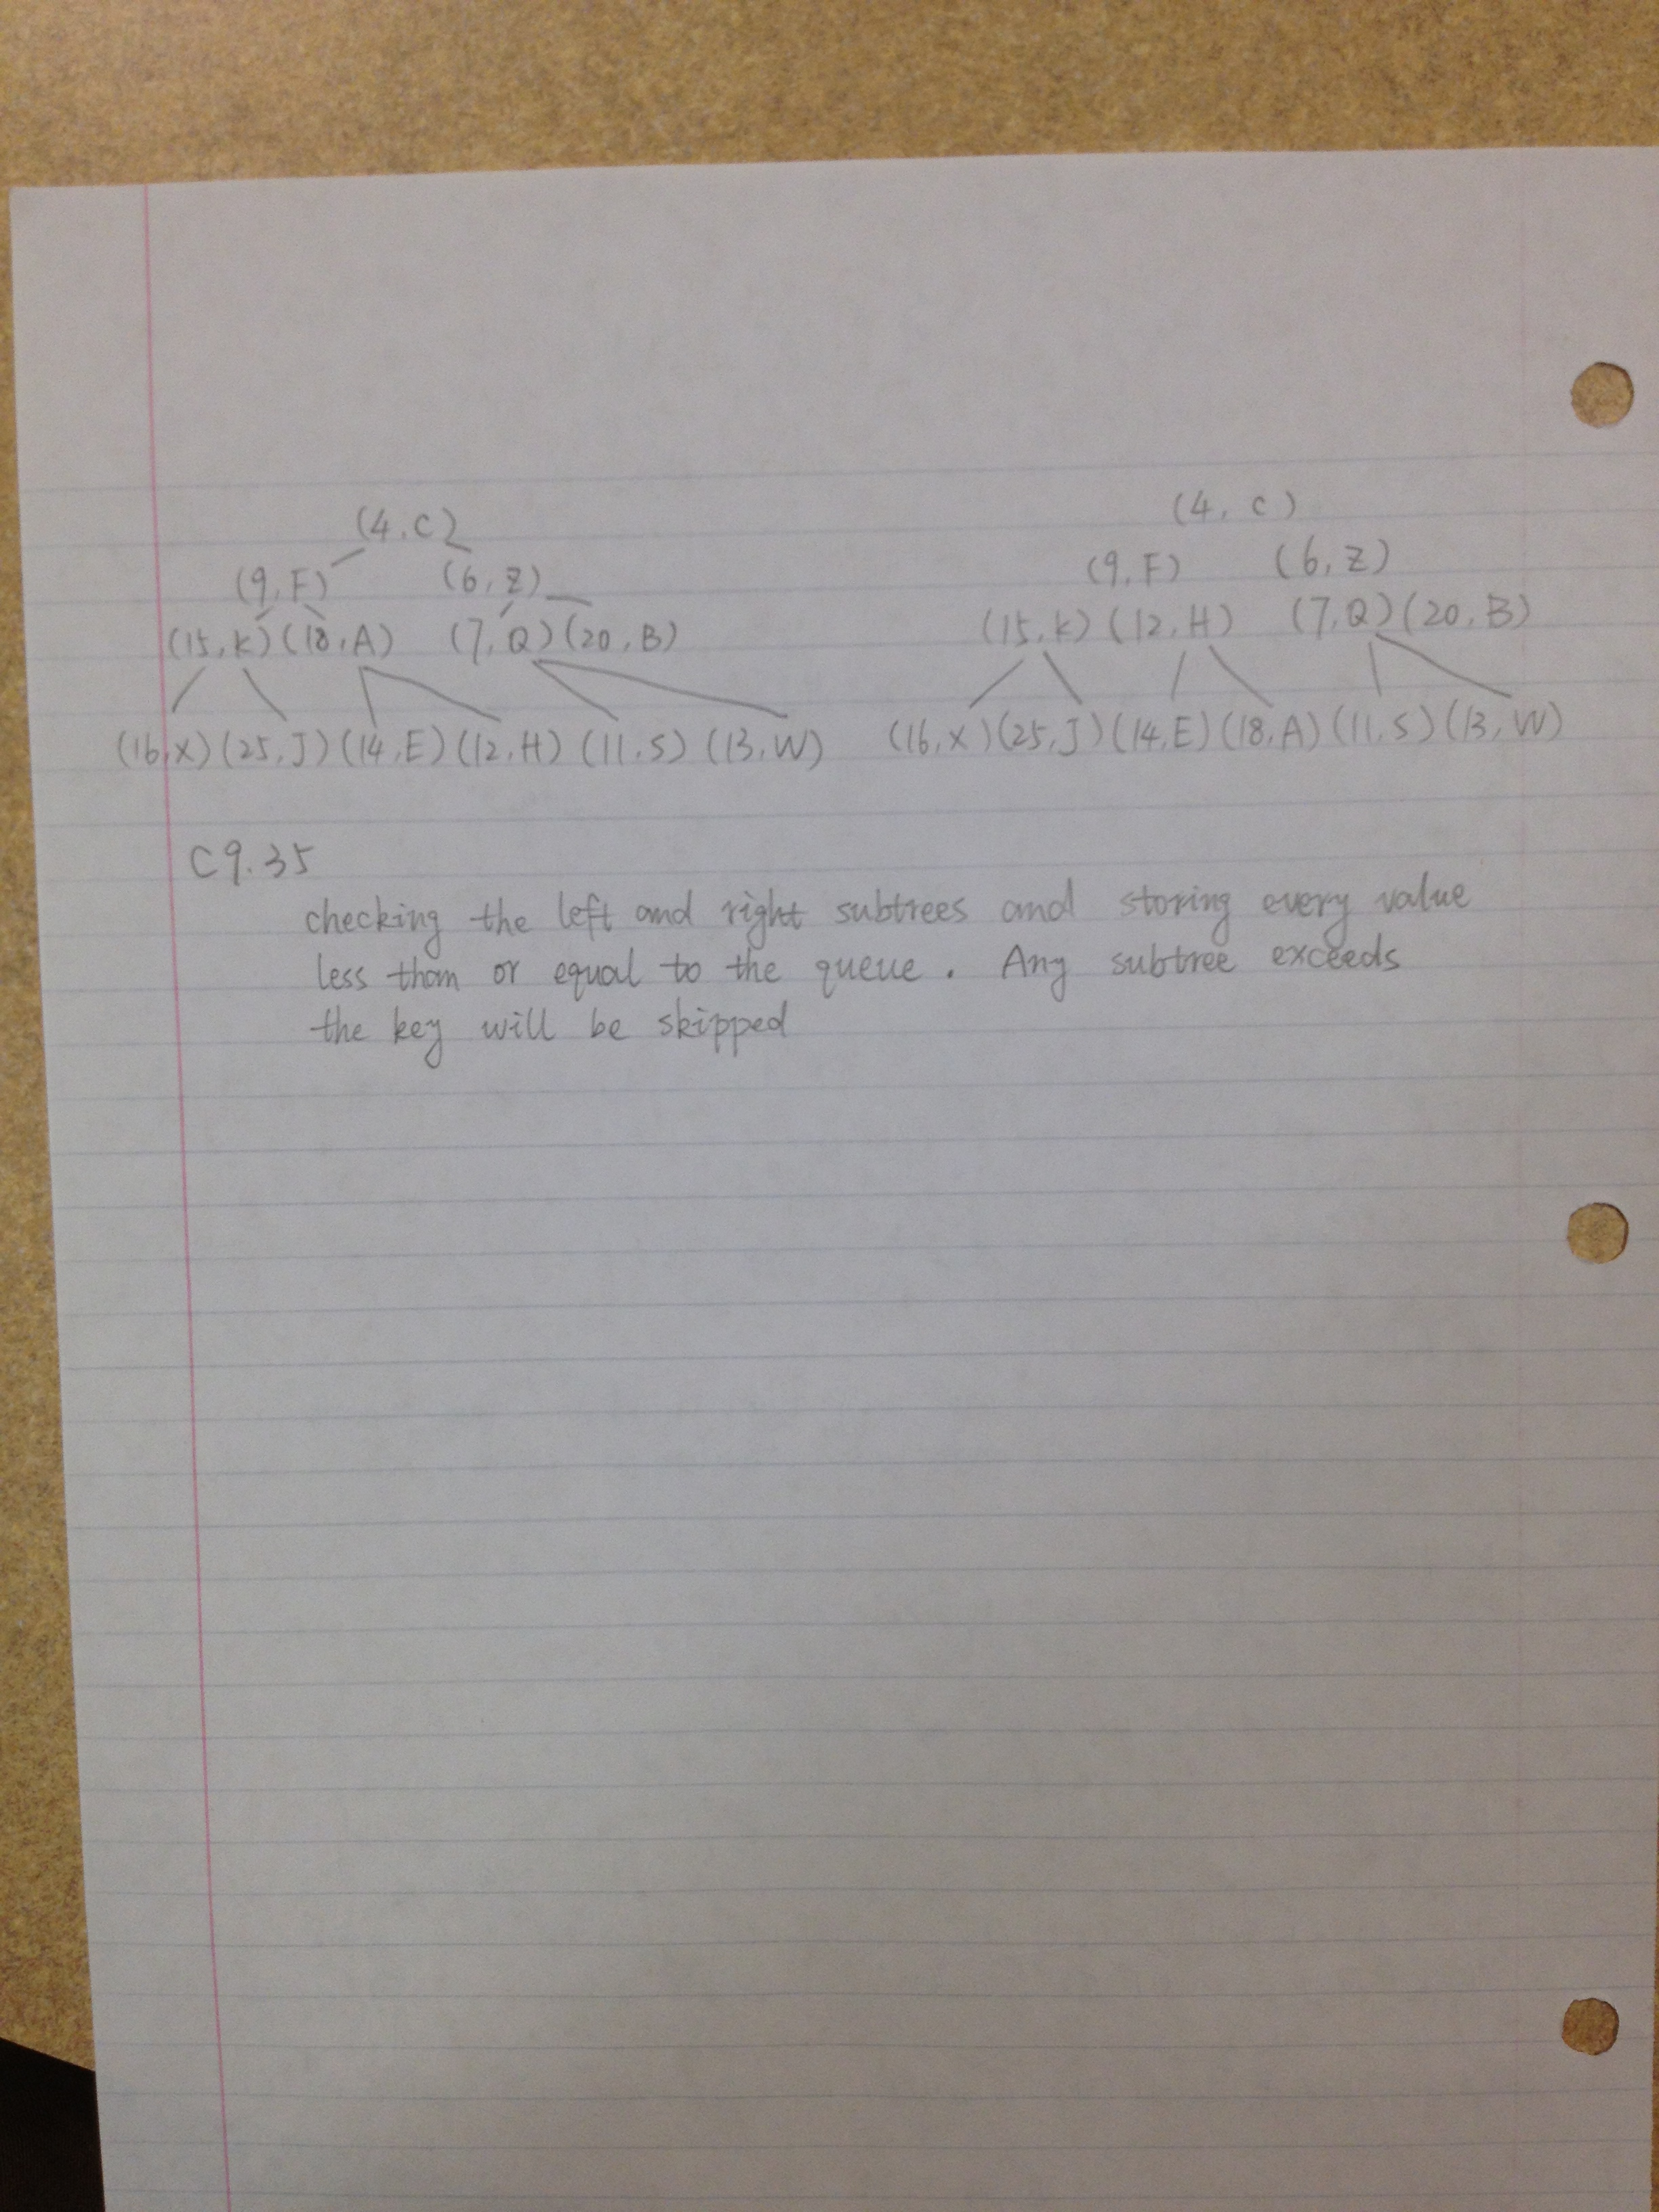 (4, C)
(9, F) (6, Z)
(15, K) (18, A) (7, Q) (20, B)
(16, X) (25, J) (14, E) (12, H) (11, S) (13, W)
(4, C)
(9, F) (6, Z)
(15, K) (12, H) (7, Q) (20, B)
(16, X) (25, J) (14, E) (18, A) (11, S) (13, W)
C9.35
checking the left and right subtrees and storing every value
less than or equal to the queue. Any subtree exceeds
the key will be skipped